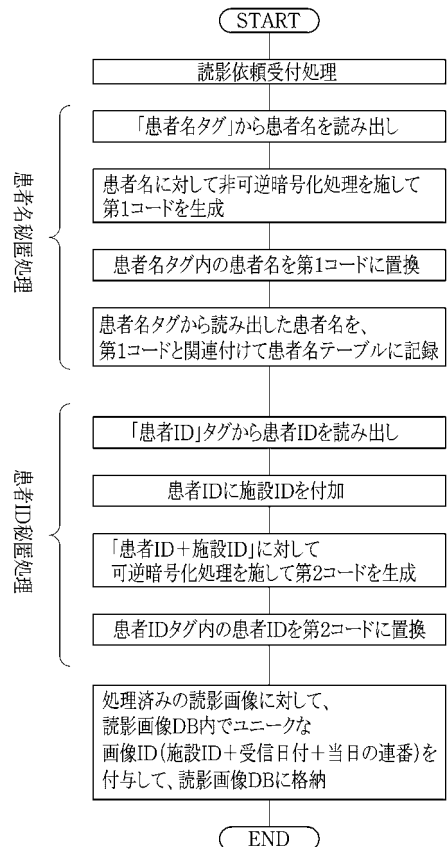 START
読影依頼受付処理
患者名秘匿処理
「患者名タグ」から患者名を読み出し
患者名に対して非可逆暗号化処理を施して
第1コードを生成
患者名タグ内の患者名を第1コードに置換
患者名タグから読み出した患者名を、
第1コードと関連付けて患者名テーブルに記録
患者ID秘匿処理
「患者ID」タグから患者IDを読み出し
患者IDに施設IDを付加
「患者ID＋施設ID」に対して
可逆暗号化処理を施して第2コードを生成
患者IDタグ内の患者IDを第2コードに置換
処理済みの読影画像に対して、
読影画像DB内でユニークな
画像ID(施設ID＋受信日付＋当日の連番)を
付与して、読影画像DBに格納
END